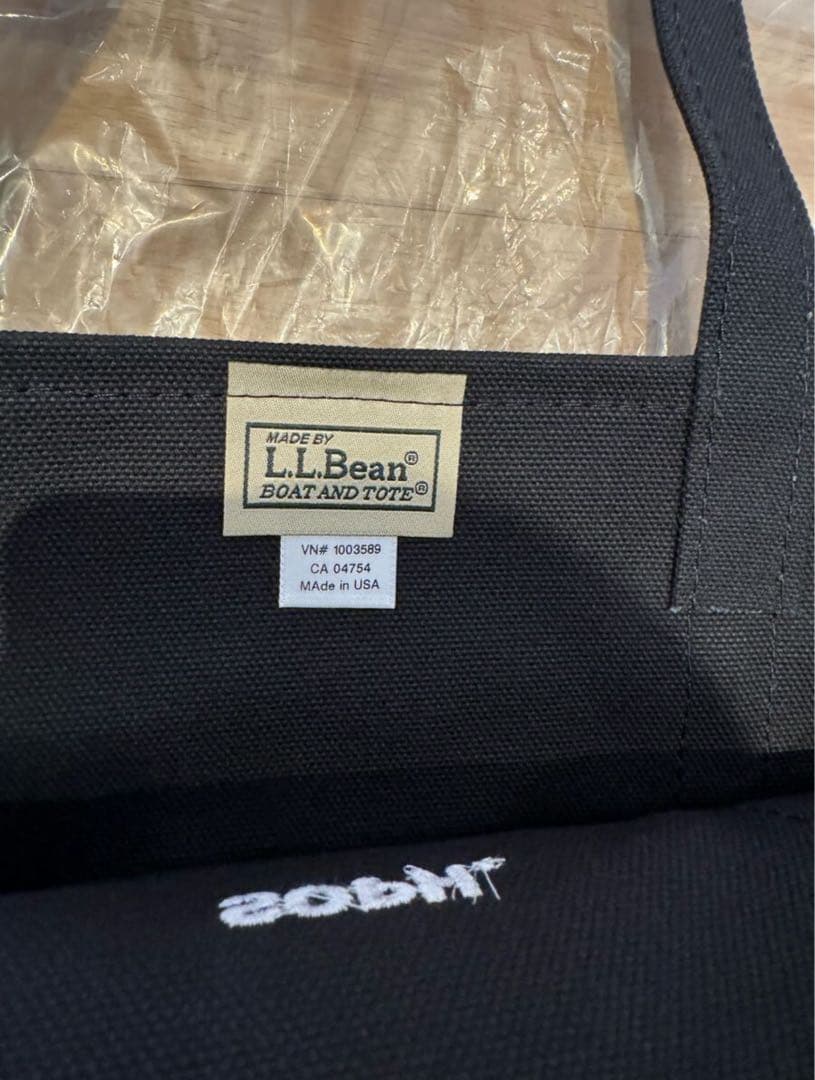 MADE BY
L.L.Bean®
BOAT AND TOTE®
VN# 1003589
CA 04754
MAde in USA